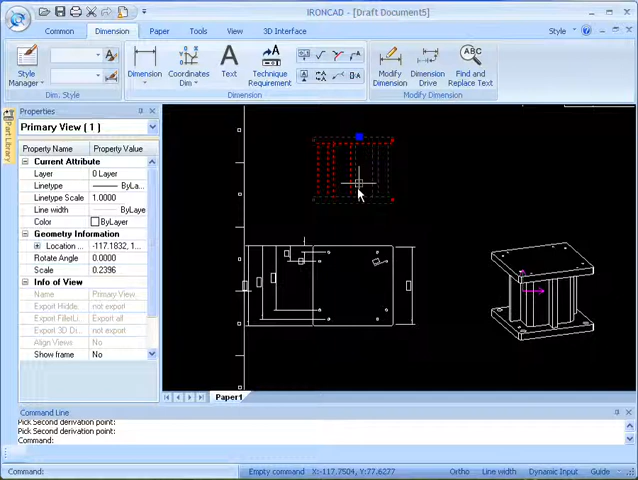 IRONCAD - [Draft Document5]
Common
Dimension
Paper
Tools
View
3D Interface
Style
Style Manager
Dimension
Coordinates Dim
Text
Technique Requirement
Modify Dimension
Dimension Drive
Find and Replace Text
Dim. Style
Dimension
Modify Dimension
Part Library
Properties
Primary View ( 1 )
Property Name Property Value
Current Attribute
Layer 0 Layer
Linetype ByLa...
Linetype Scale 1.0000
Line width ByLaye
Color ByLayer
Geometry Information
Location ... -117.1832, 1...
Rotate Angle 0.0000
Scale 0.2396
Info of View
Name Primary View
Export Hidde... not export
Export FilletLi... Export all
Export 3D Di... not export
Align Views No
Show frame No
Paper1
Command Line
Pick Second derivation point:
Pick Second derivation point:
Command:
Command:
Empty command
X:-117.7504, Y:77.6277
Ortho
Line width
Dynamic Input
Guide